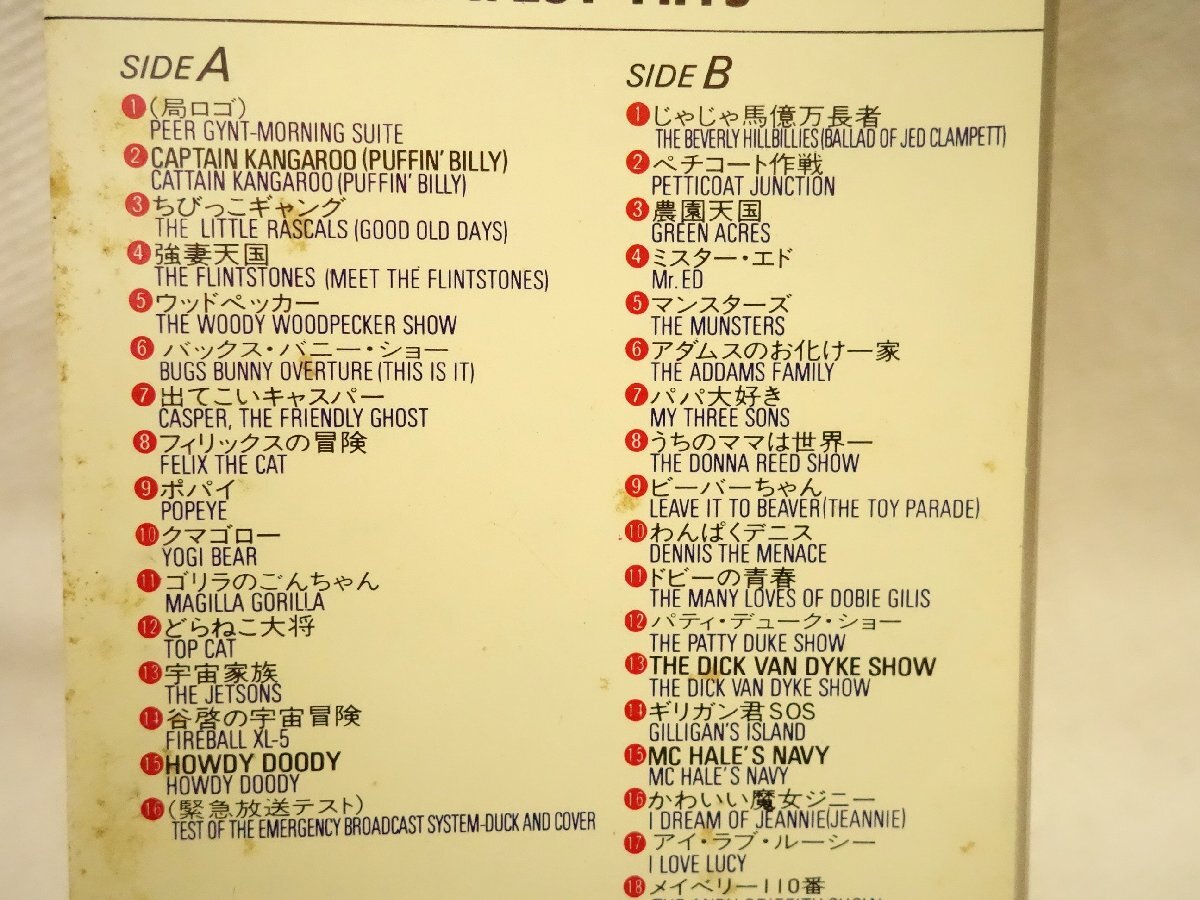 SIDE A
1 (局ロゴ)
PEER GYNT-MORNING SUITE
2 CAPTAIN KANGAROO (PUFFIN' BILLY)
CATTAIN KANGAROO (PUFFIN' BILLY)
3 ちびっこギャング
THE LITTLE RASCALS (GOOD OLD DAYS)
4 強妻天国
THE FLINTSTONES (MEET THE FLINTSTONES)
5 ウッドペッカー
THE WOODY WOODPECKER SHOW
6 バックス・バニー・ショー
BUGS BUNNY OVERTURE (THIS IS IT)
7 出てこいキャスパー
CASPER, THE FRIENDLY GHOST
8 フィリックスの冒険
FELIX THE CAT
9 ポパイ
POPEYE
10 クマゴロー
YOGI BEAR
11 ゴリラのごんちゃん
MAGILLA GORILLA
12 どらねこ大将
TOP CAT
13 宇宙家族
THE JETSONS
14 谷啓の宇宙冒険
FIREBALL XL-5
15 HOWDY DOODY
HOWDY DOODY
16 (緊急放送テスト)
TEST OF THE EMERGENCY BROADCAST SYSTEM-DUCK AND COVER
SIDE B
1 じゃじゃ馬億万長者
THE BEVERLY HILLBILLIES (BALLAD OF JED CLAMPETT)
2 ペチコート作戦
PETTICOAT JUNCTION
3 農園天国
GREEN ACRES
4 ミスター・エド
Mr. ED
5 マンスターズ
THE MUNSTERS
6 アダムスのお化け一家
THE ADDAMS FAMILY
7 パパ大好き
MY THREE SONS
8 うちのママは世界一
THE DONNA REED SHOW
9 ビーバーちゃん
LEAVE IT TO BEAVER (THE TOY PARADE)
10 わんぱくデニス
DENNIS THE MENACE
11 ドビーの青春
THE MANY LOVES OF DOBIE GILIS
12 パティ・デューク・ショー
THE PATTY DUKE SHOW
13 THE DICK VAN DYKE SHOW
THE DICK VAN DYKE SHOW
14 ギリガン君SOS
GILLIGAN'S ISLAND
15 MC HALE'S NAVY
MC HALE'S NAVY
16 かわいい魔女ジニー
I DREAM OF JEANNIE (JEANNIE)
17 アイ・ラブ・ルーシー
I LOVE LUCY
18 メイベリー110番